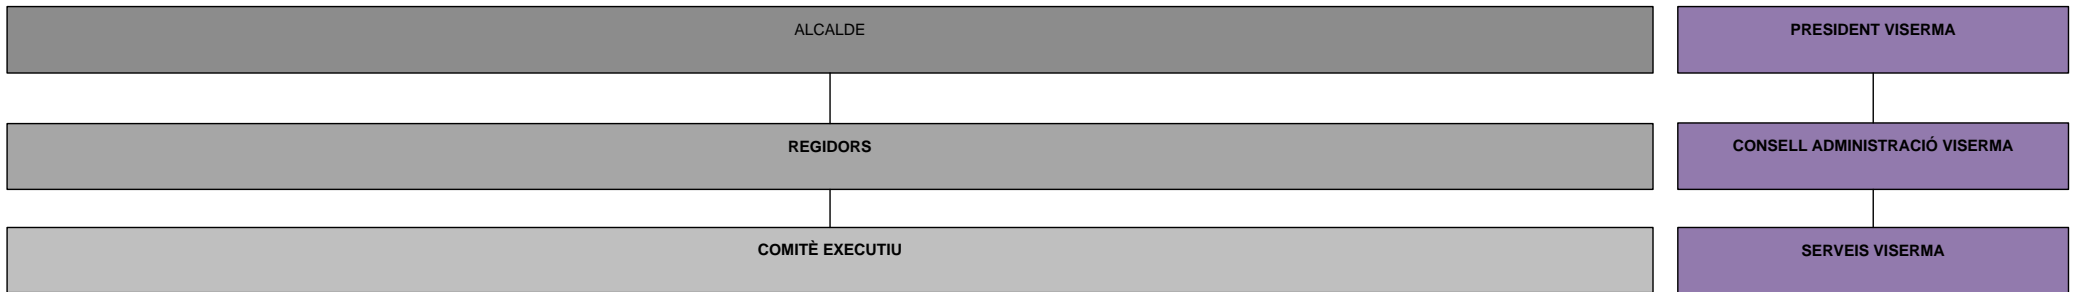 ALCALDE
PRESIDENT VISERMA
REGIDORS
CONSELL ADMINISTRACIÓ VISERMA
COMITÈ EXECUTIU
SERVEIS VISERMA